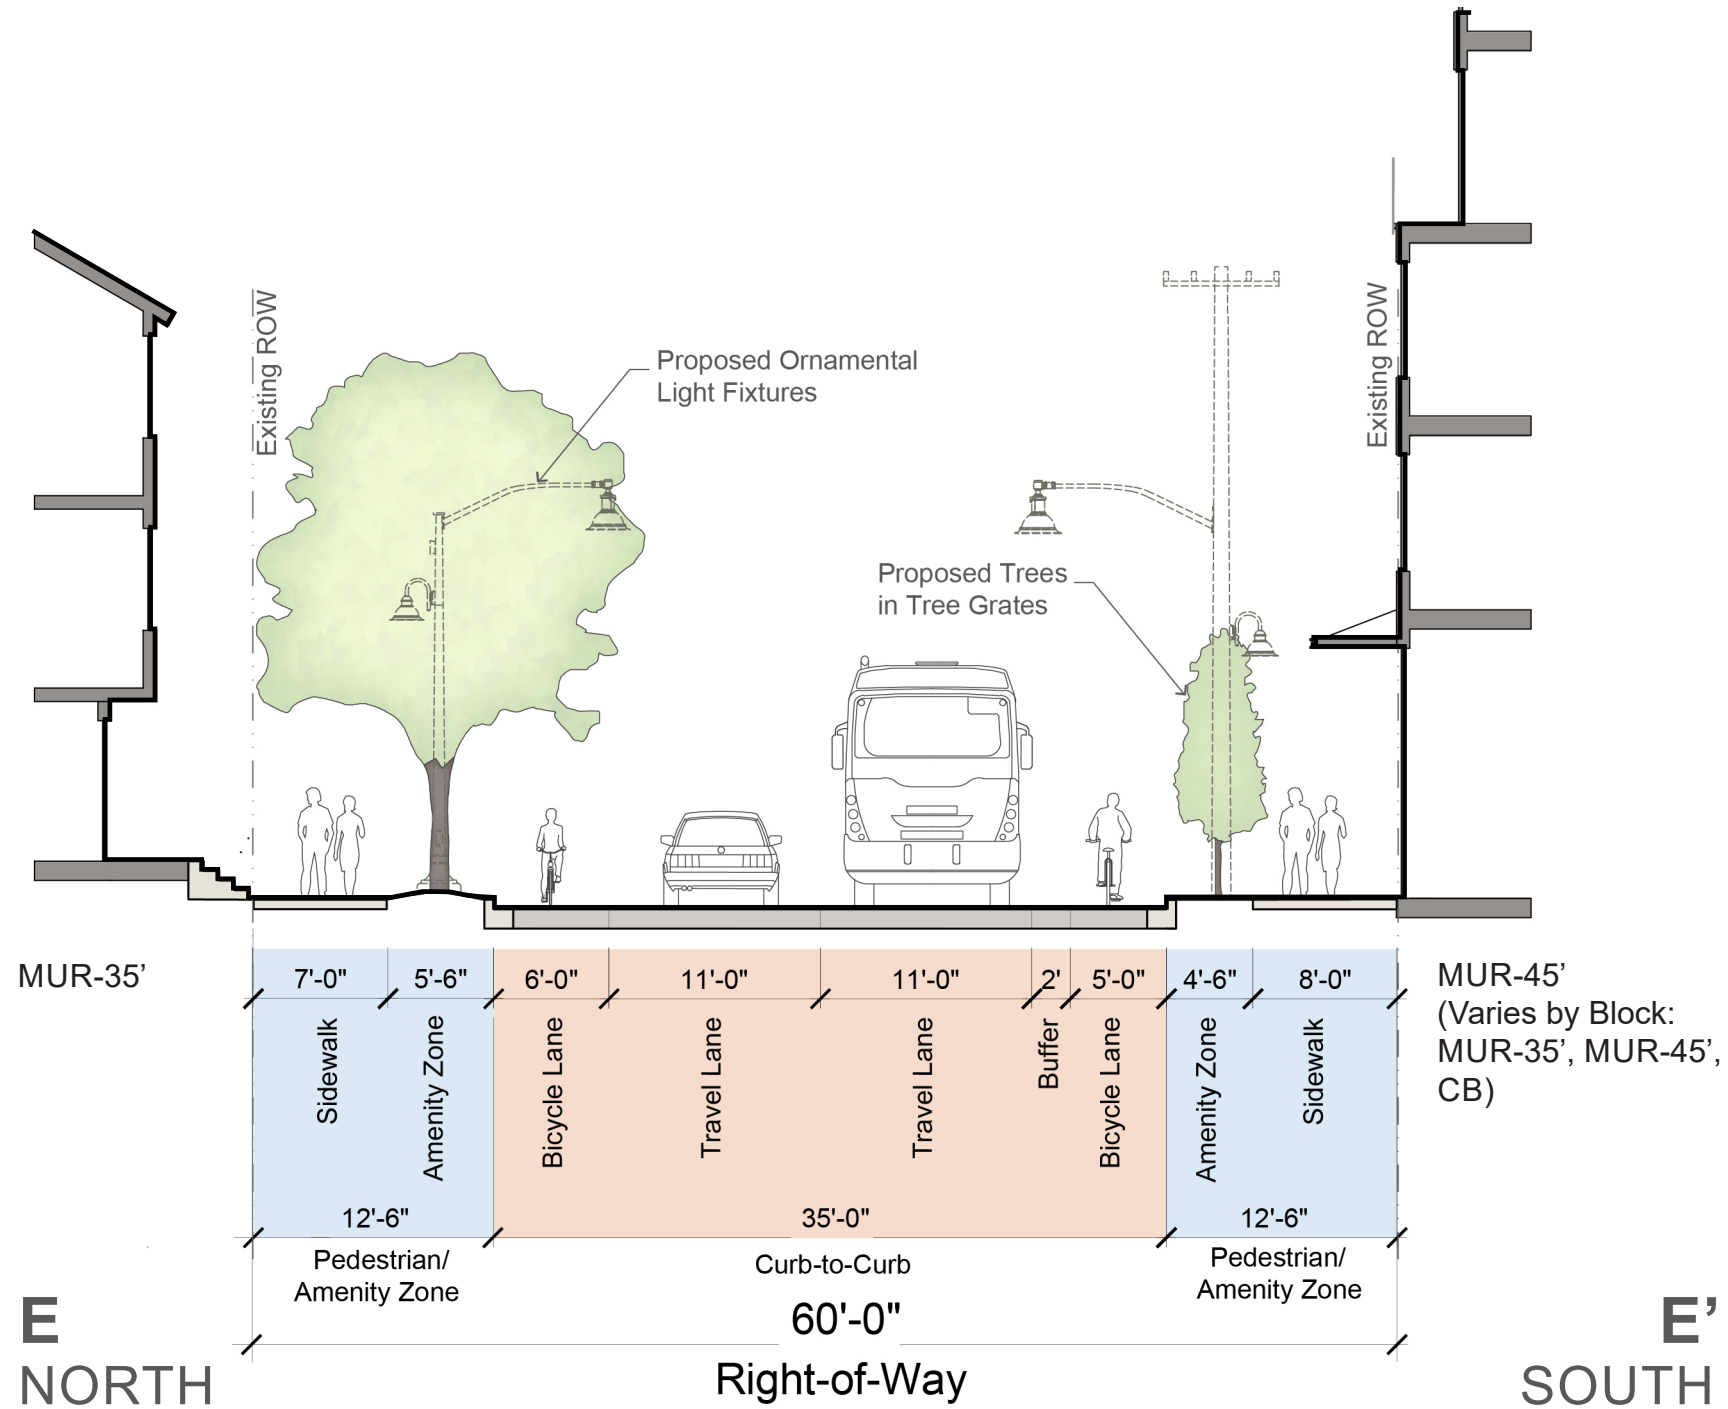 Existing ROW
Proposed Ornamental
Light Fixtures
Existing ROW
Proposed Trees
in Tree Grates
MUR-35’
7'-0"
5'-6"
6'-0"
11'-0"
11'-0"
2'
5'-0"
4'-6"
8'-0"
MUR-45’
(Varies by Block:
MUR-35’, MUR-45’,
CB)
Sidewalk
Amenity Zone
Bicycle Lane
Travel Lane
Travel Lane
Buffer
Bicycle Lane
Amenity Zone
Sidewalk
12'-6"
35'-0"
12'-6"
Pedestrian/
Amenity Zone
Curb-to-Curb
Pedestrian/
Amenity Zone
60'-0"
Right-of-Way
E
NORTH
E’
SOUTH